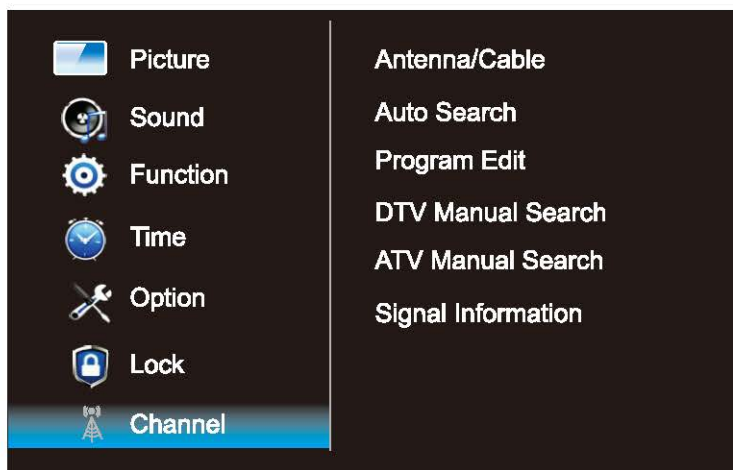 Picture
Sound
Function
Time
Option
Lock
Channel
Antenna/Cable
Auto Search
Program Edit
DTV Manual Search
ATV Manual Search
Signal Information